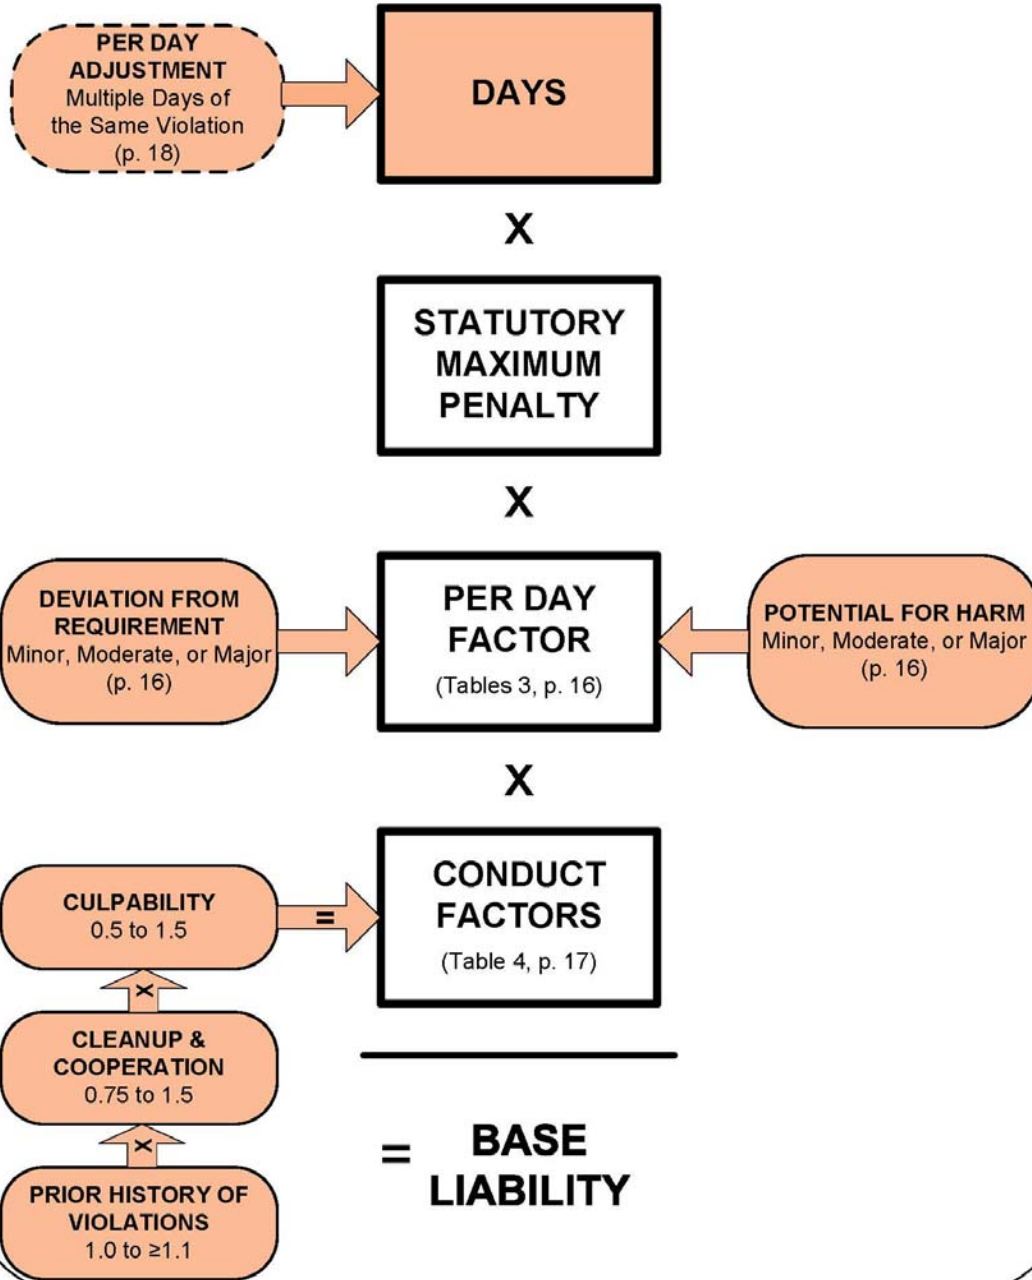 PER DAY
ADJUSTMENT
Multiple Days of
the Same Violation
(p. 18)
DAYS
X
STATUTORY
MAXIMUM
PENALTY
X
DEVIATION FROM
REQUIREMENT
Minor, Moderate, or Major
(p. 16)
PER DAY
FACTOR
(Tables 3, p. 16)
POTENTIAL FOR HARM
Minor, Moderate, or Major
(p. 16)
X
CULPABILITY
0.5 to 1.5
=
CONDUCT
FACTORS
(Table 4, p. 17)
X
CLEANUP &
COOPERATION
0.75 to 1.5
X
PRIOR HISTORY OF
VIOLATIONS
1.0 to ≥1.1
= BASE
LIABILITY